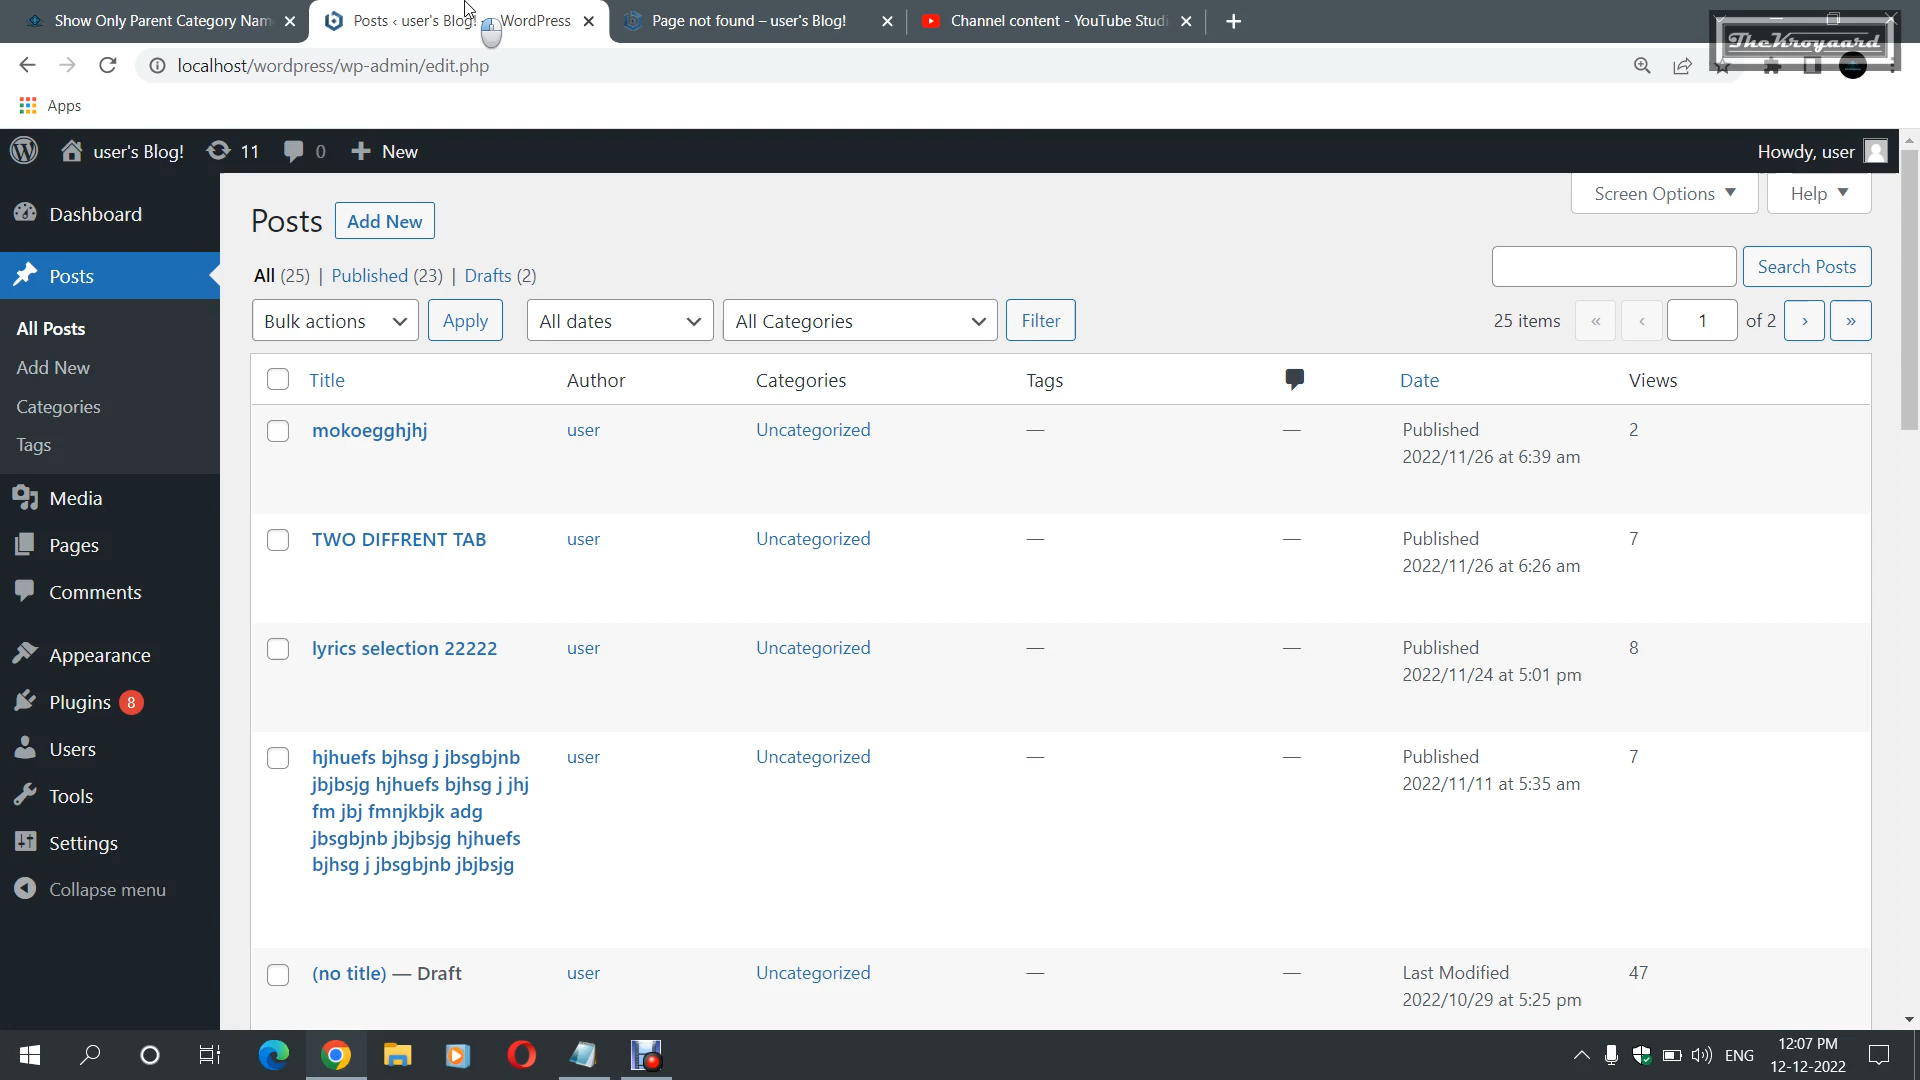 Show Only Parent Category Nam
Posts ‹ user's Blog! WordPress
Page not found – user's Blog!
Channel content - YouTube Studi
TheKroyaard
localhost/wordpress/wp-admin/edit.php
Apps
user's Blog!
11
0
New
Howdy, user
Screen Options
Help
Dashboard
Posts
All Posts
Add New
Categories
Tags
Media
Pages
Comments
Appearance
Plugins 8
Users
Tools
Settings
Collapse menu
Posts
Add New
All (25) | Published (23) | Drafts (2)
Search Posts
Bulk actions
Apply
All dates
All Categories
Filter
25 items
«
‹
1
of 2
›
»
Title
Author
Categories
Tags
Date
Views
mokoegghjhj
user
Uncategorized
—
—
Published
2022/11/26 at 6:39 am
2
TWO DIFFRENT TAB
user
Uncategorized
—
—
Published
2022/11/26 at 6:26 am
7
lyrics selection 22222
user
Uncategorized
—
—
Published
2022/11/24 at 5:01 pm
8
hjhuefs bjhsg j jbsgbjnb
jbjbsjg hjhuefs bjhsg j jhj
fm jbj fmnjkbjk adg
jbsgbjnb jbjbsjg hjhuefs
bjhsg j jbsgbjnb jbjbsjg
user
Uncategorized
—
—
Published
2022/11/11 at 5:35 am
7
(no title) — Draft
user
Uncategorized
—
—
Last Modified
2022/10/29 at 5:25 pm
47
ENG
12:07 PM
12-12-2022